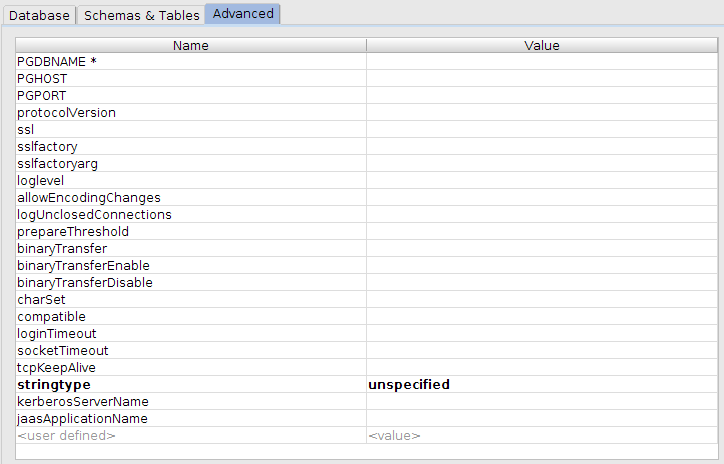 Database Schemas & Tables Advanced
Name Value
PGDBNAME *
PGHOST
PGPORT
protocolVersion
ssl
sslfactory
sslfactoryarg
loglevel
allowEncodingChanges
logUnclosedConnections
prepareThreshold
binaryTransfer
binaryTransferEnable
binaryTransferDisable
charSet
compatible
loginTimeout
socketTimeout
tcpKeepAlive
stringtype unspecified
kerberosServerName
jaasApplicationName
<user defined> <value>